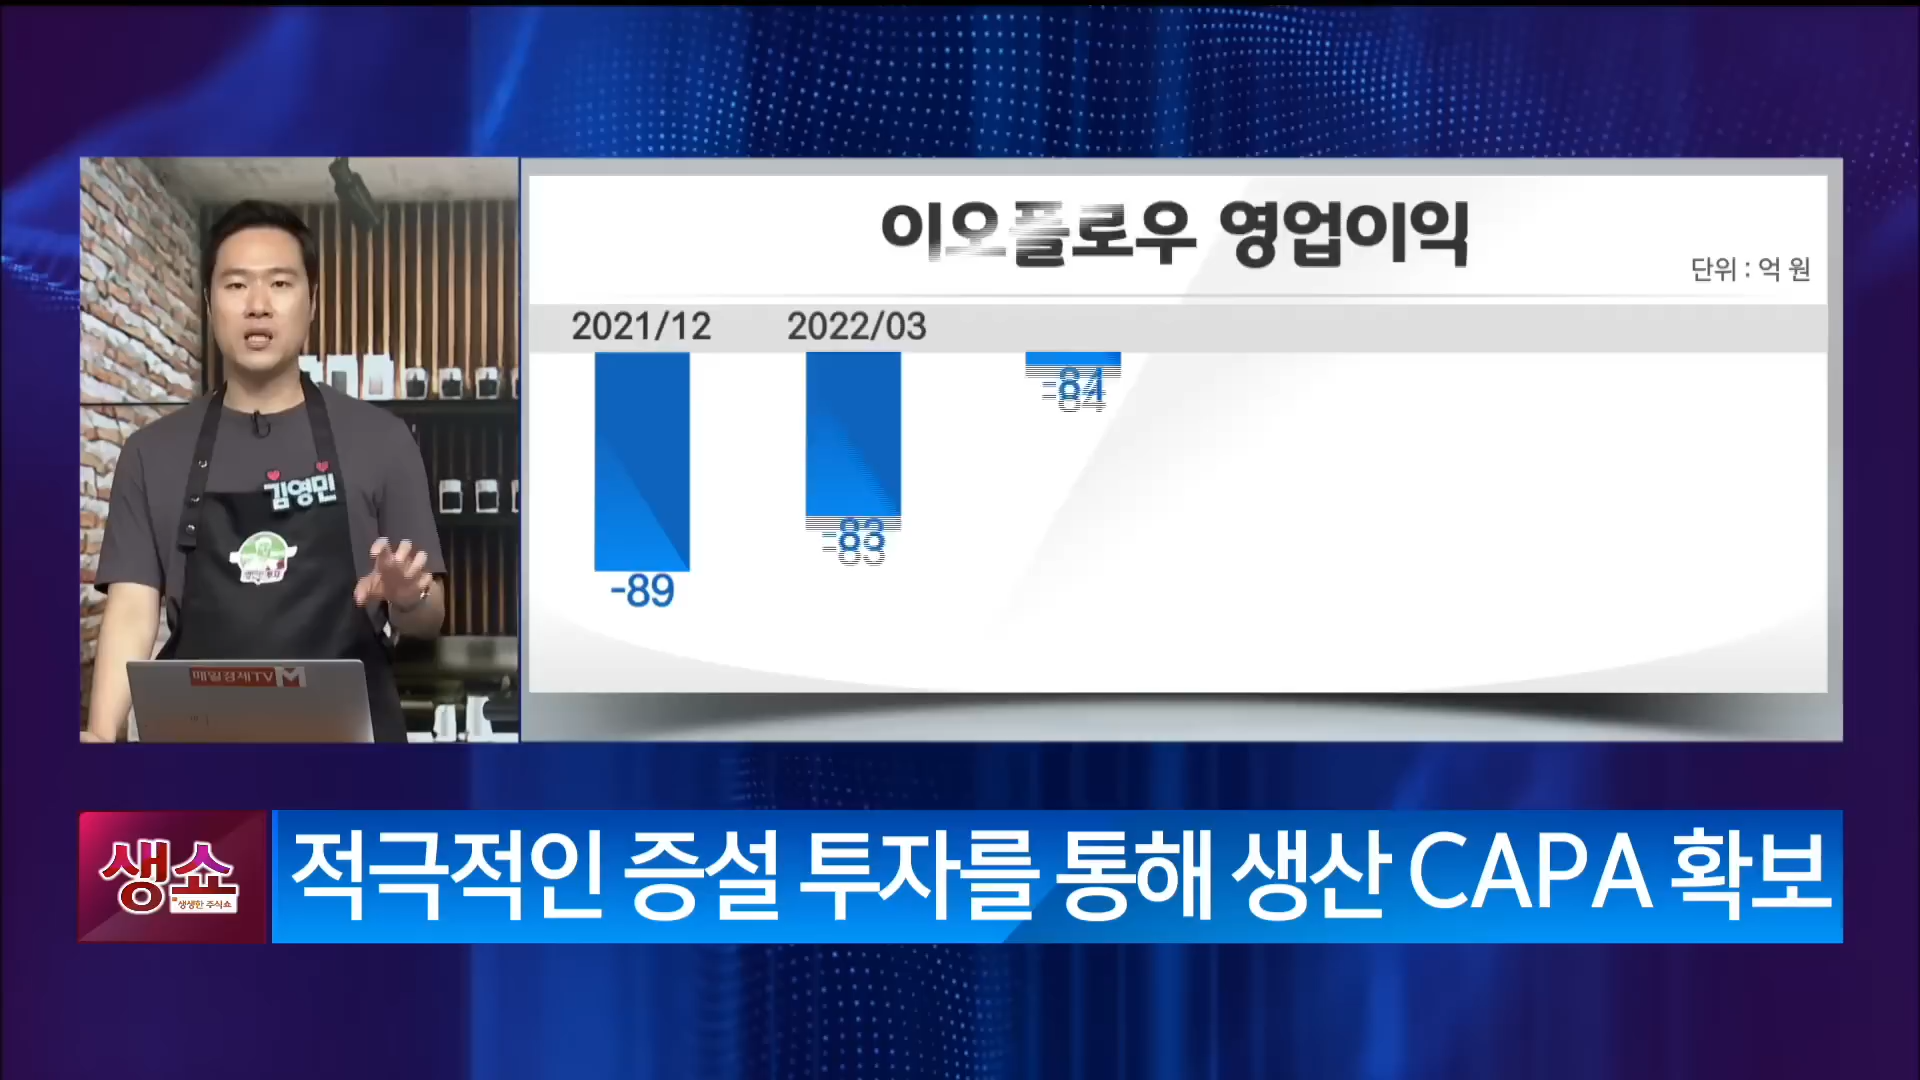 이오플로우 영업이익
단위 : 억 원
2021/12
2022/03
-89
-83
-84
김영민
매일경제TV M
생쇼
생생한 주식쇼
적극적인 증설 투자를 통해 생산 CAPA 확보